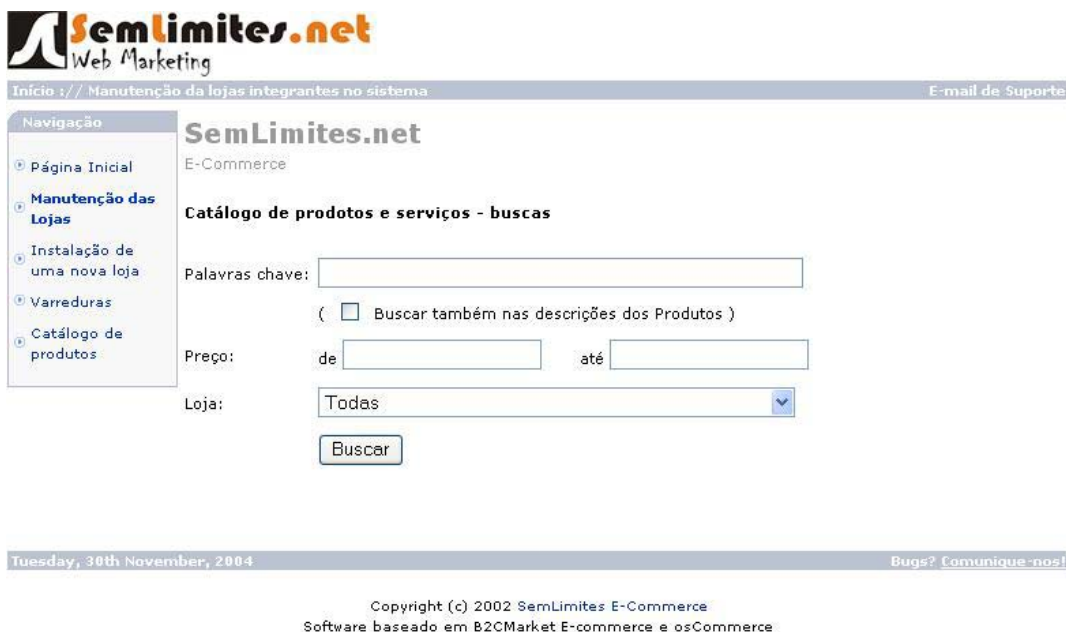 SemLimites.net
Web Marketing
Início :// Manutenção da lojas integrantes no sistema
E-mail de Suporte
Navegação
Página Inicial
Manutenção das
Lojas
Instalação de
uma nova loja
Varreduras
Catálogo de
produtos
SemLimites.net
E-Commerce
Catálogo de prodotos e serviços - buscas
Palavras chave:
( Buscar também nas descrições dos Produtos )
Preço: de até
Loja: Todas
Buscar
Tuesday, 30th November, 2004
Bugs? Comunique-nos!
Copyright (c) 2002 SemLimites E-Commerce
Software baseado em B2CMarket E-commerce e osCommerce